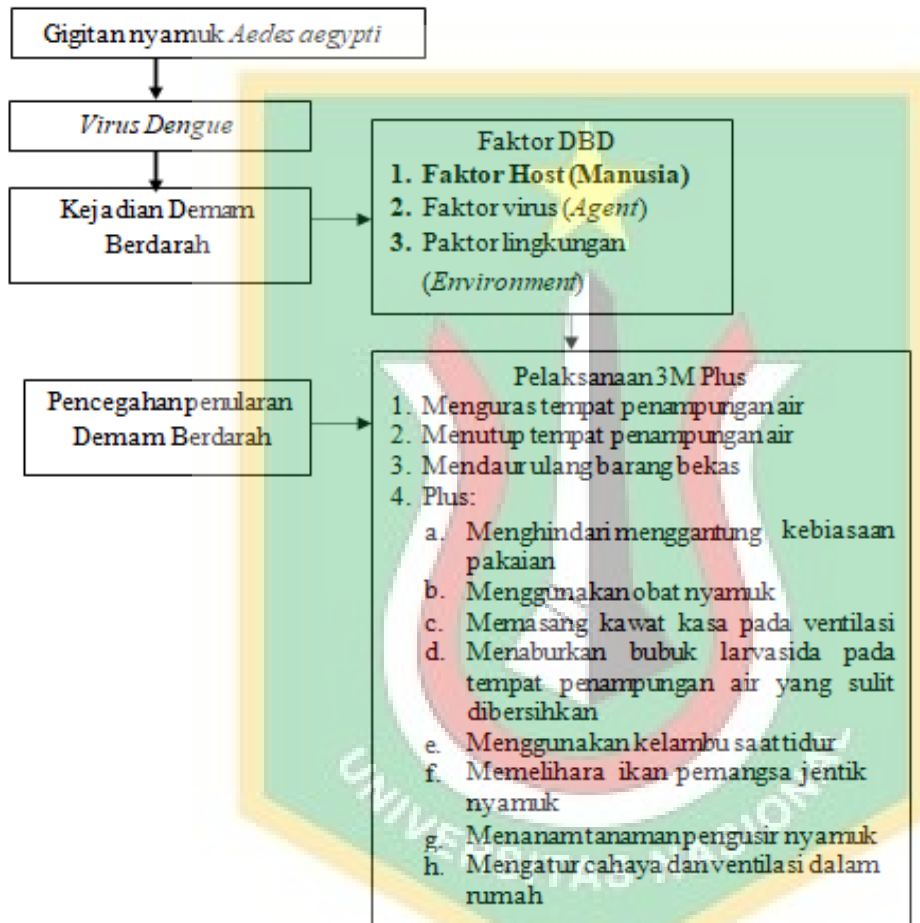 Gigitan nyamuk Aedes aegypti
Virus Dengue
Kejadian Demam
Berdarah
Faktor DBD
1. Faktor Host (Manusia)
2. Faktor virus (Agent)
3. Paktor lingkungan
(Environment)
Pencegahan penularan
Demam Berdarah
Pelaksanaan 3M Plus
1. Menguras tempat penampungan air
2. Menutup tempat penampungan air
3. Mendaur ulang barang bekas
4. Plus:
a. Menghindari menggantung kebiasaan
pakaian
b. Menggunakan obat nyamuk
c. Memasang kawat kasa pada ventilasi
d. Menaburkan bubuk larvasida pada
tempat penampungan air yang sulit
dibersihkan
e. Menggunakan kelambu saat tidur
f. Memelihara ikan pemangsa jentik
nyamuk
g. Menanam tanaman pengusir nyamuk
h. Mengatur cahaya dan ventilasi dalam
rumah
UNIVERSITAS NASIONAL